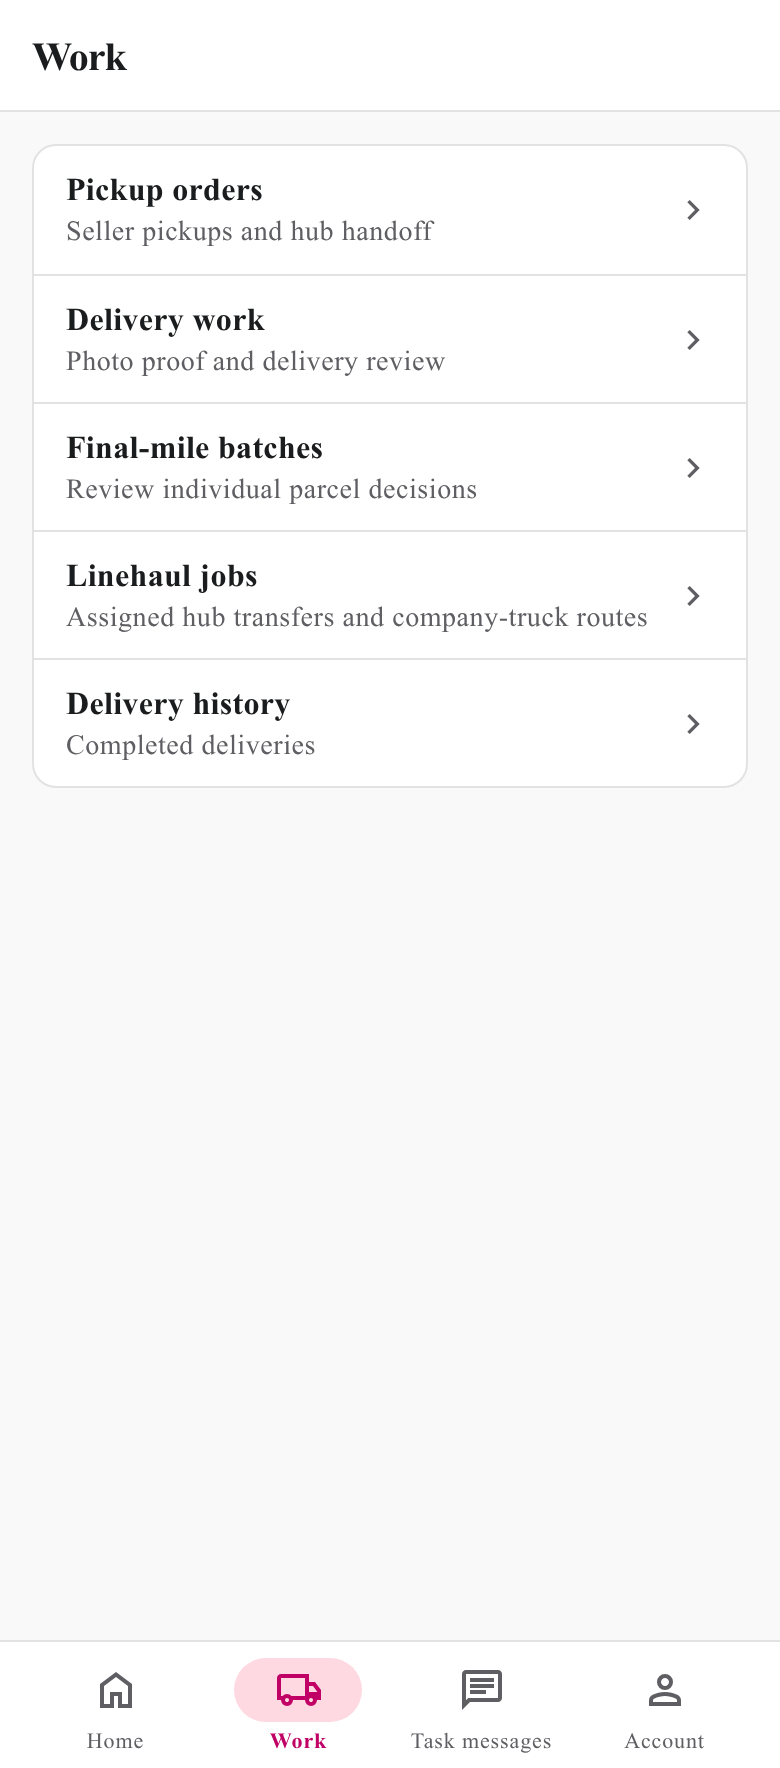 Work
Pickup orders
Seller pickups and hub handoff
Delivery work
Photo proof and delivery review
Final-mile batches
Review individual parcel decisions
Linehaul jobs
Assigned hub transfers and company-truck routes
Delivery history
Completed deliveries
Home
Work
Task messages
Account